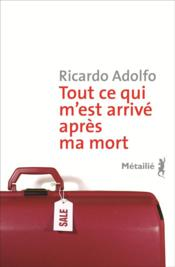 Ricardo Adolfo
Tout ce qui
m'est arrivé
après
ma mort
Métailié
SALE